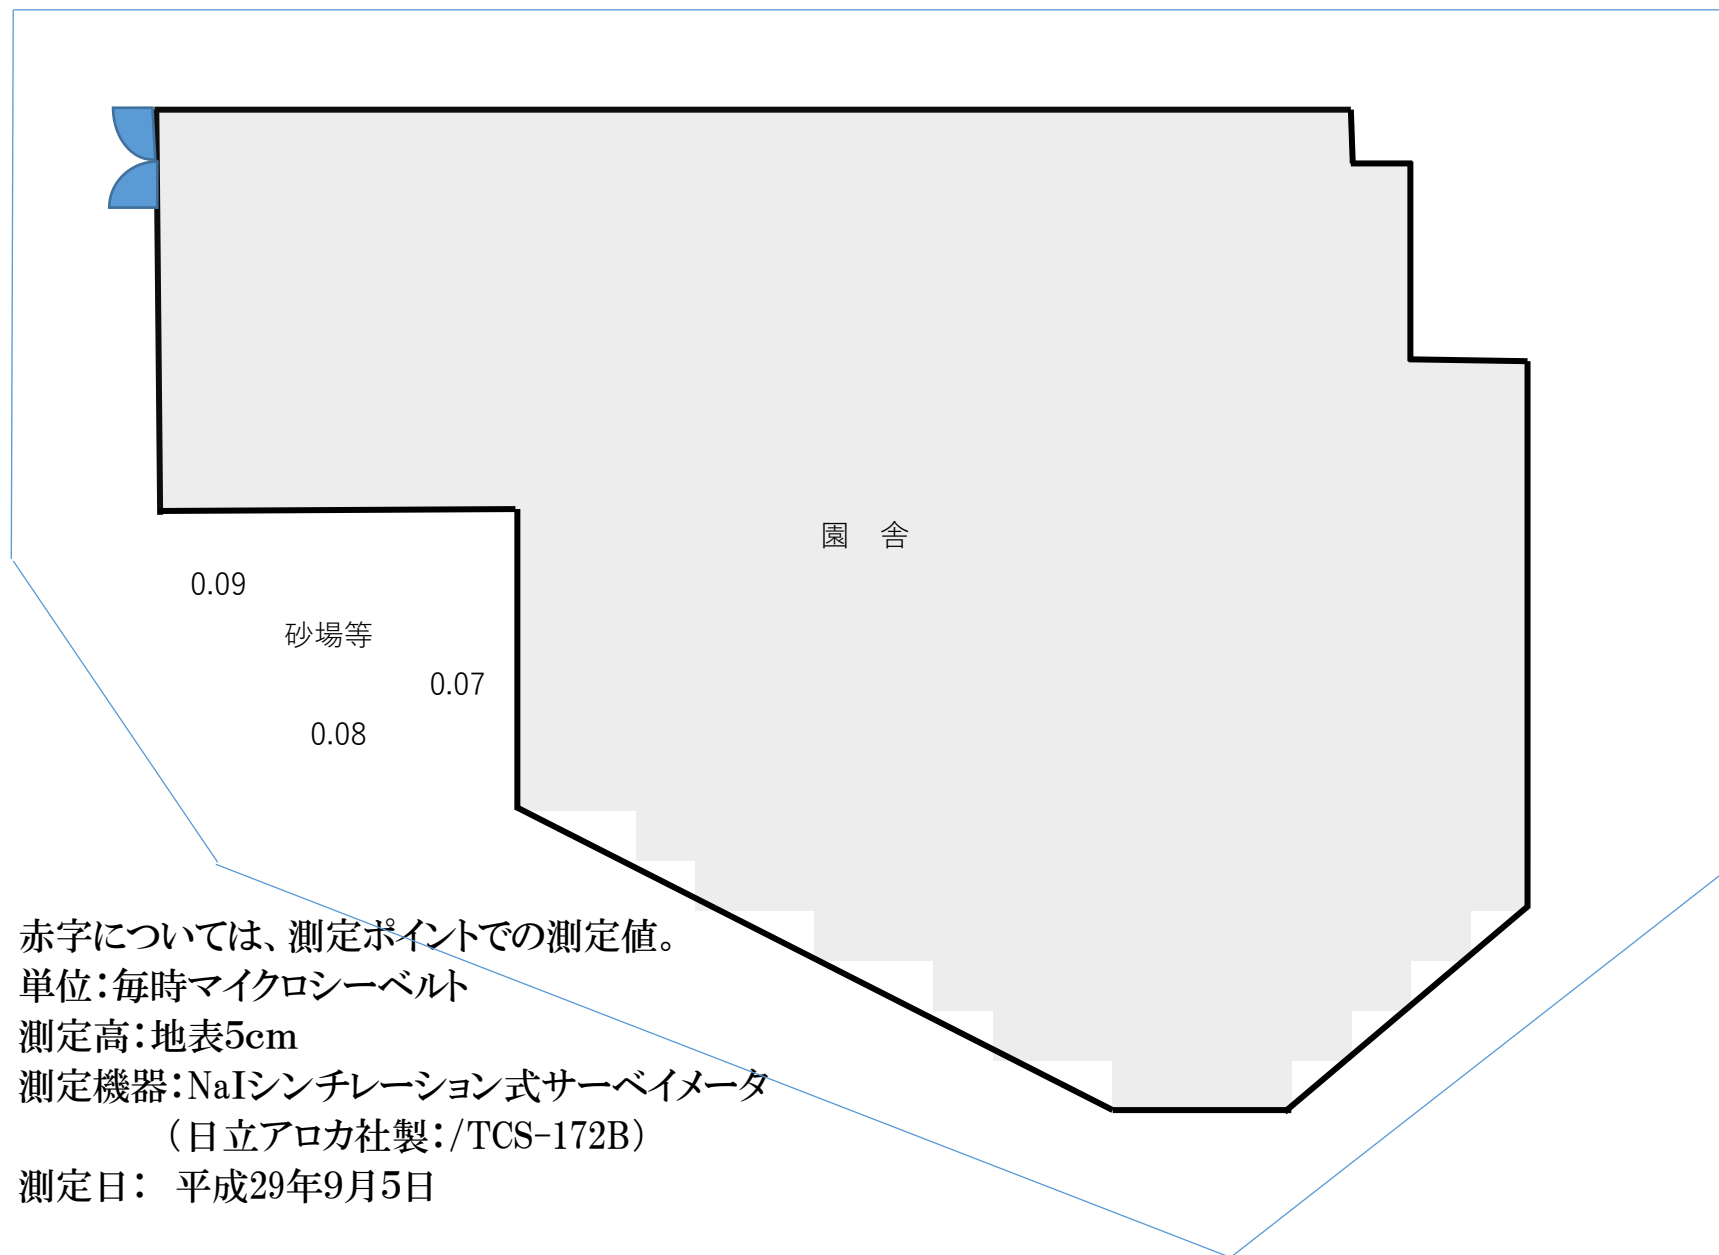 園　舎
0.09
砂場等
0.07
0.08
赤字については、測定ポイントでの測定値。
単位：毎時マイクロシーベルト
測定高：地表5cm
測定機器：NaIシンチレーション式サーベイメータ
（日立アロカ社製：/TCS-172B）
測定日：　平成29年9月5日